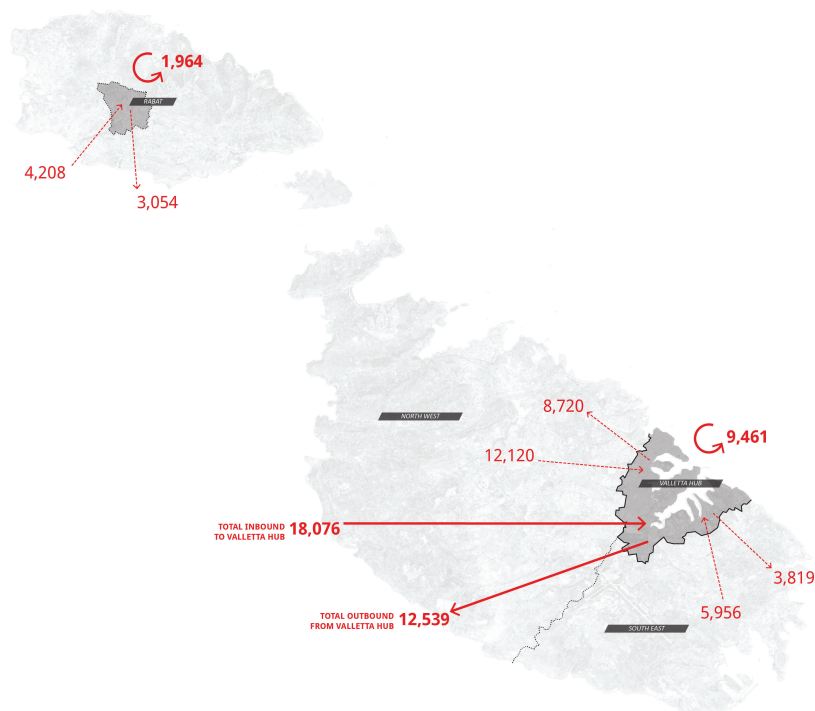 1,964
RABAT
4,208
3,054
8,720
NORTH WEST
9,461
12,120
VALLETTA HUB
TOTAL INBOUND
TO VALLETTA HUB
18,076
3,819
5,956
TOTAL OUTBOUND
FROM VALLETTA HUB
12,539
SOUTH EAST